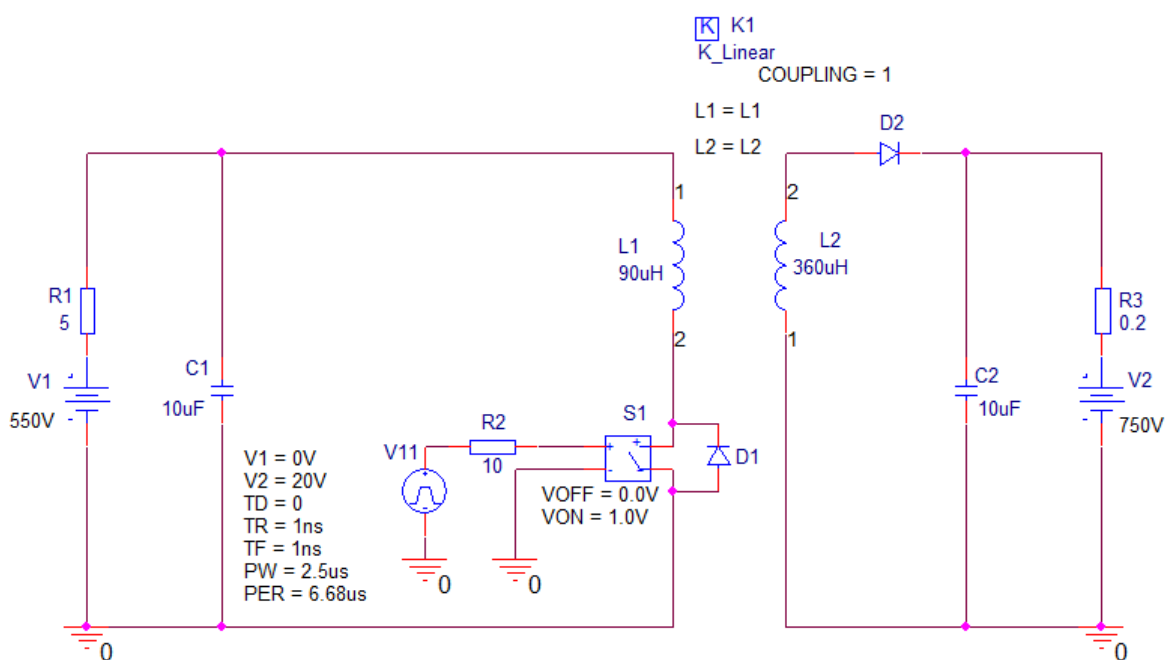 K K1
K_Linear
COUPLING = 1
L1 = L1
L2 = L2
D2
1
2
L1
90uH
L2
360uH
R1
5
R3
0.2
2
1
V1
550V
C1
10uF
C2
10uF
V2
750V
S1
R2
10
V11
D1
V1 = 0V
V2 = 20V
TD = 0
TR = 1ns
TF = 1ns
PW = 2.5us
PER = 6.68us
+
+
-
VOFF = 0.0V
VON = 1.0V
0
0
0
0